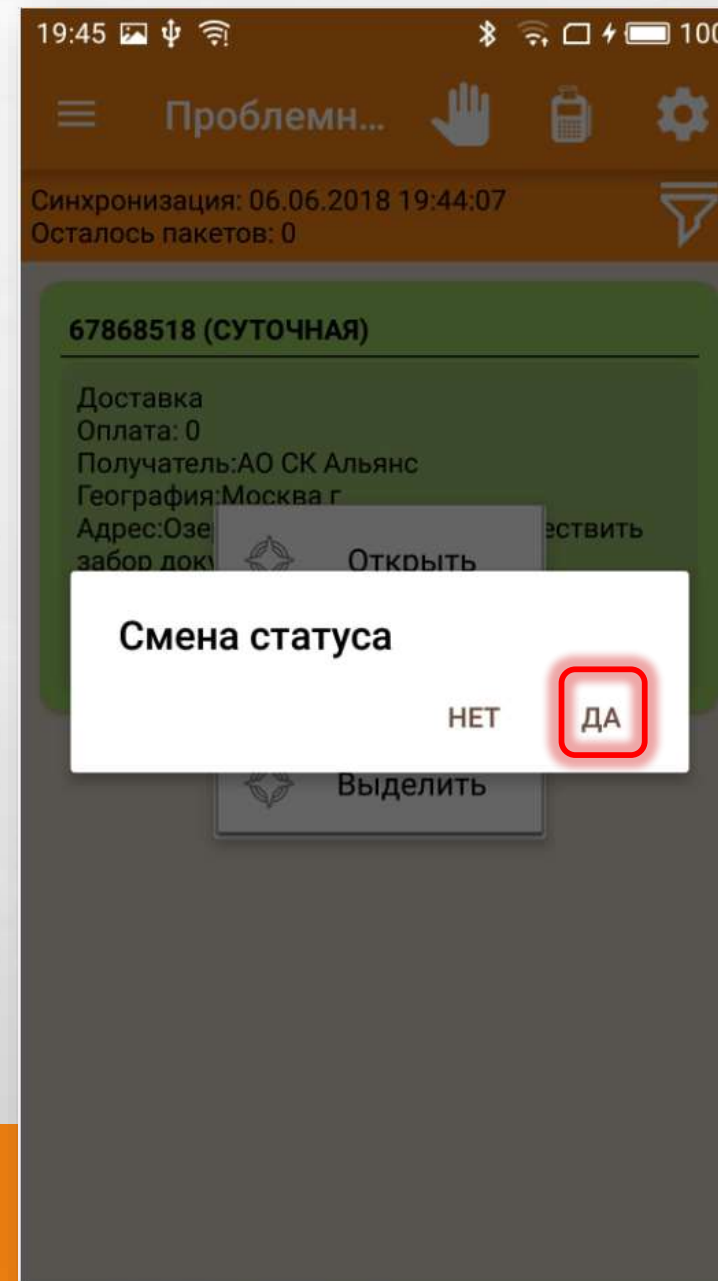 19:45 100
Проблемн...
Синхронизация: 06.06.2018 19:44:07
Осталось пакетов: 0
67868518 (СУТОЧНАЯ)
Доставка
Оплата: 0
Получатель:АО СК Альянс
География:Москва г
Адрес:Озе ествить
забор док
Открыть
Смена статуса
НЕТ ДА
Выделить